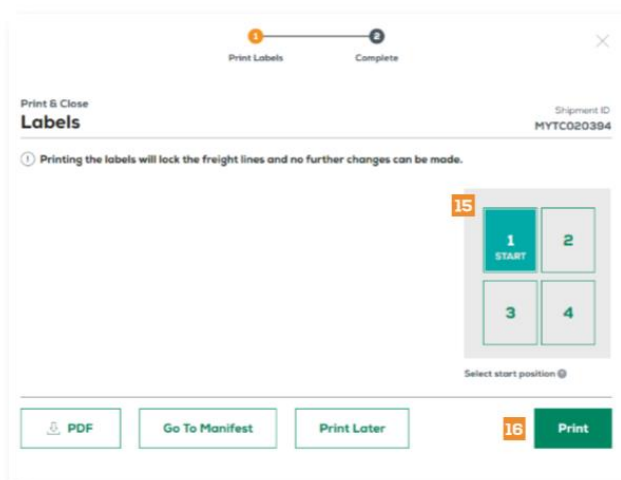 1 2
Print Labels Complete
Print & Close
Labels
Shipment ID
MYTC020394
Printing the labels will lock the freight lines and no further changes can be made.
15
1
START
2
3
4
Select start position
PDF Go To Manifest Print Later 16 Print